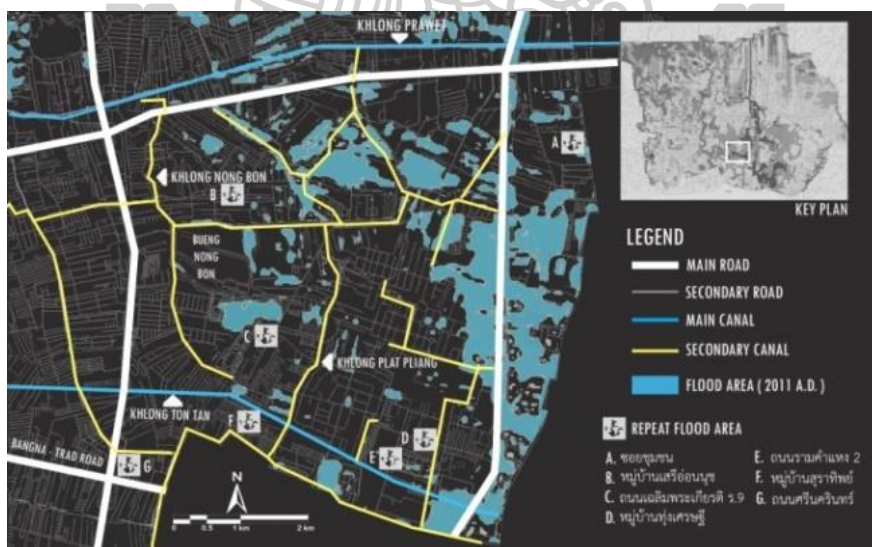 KHLONG PRAWET
A
KHLONG NONG BON
B
BUENG
NONG
BON
C
KHLONG PLAT PLIANG
KHLONG TON TAN
F
D
E
BANGNA - TRAD ROAD
G
N
0 0.5 1 km 2 km
KEY PLAN
LEGEND
MAIN ROAD
SECONDARY ROAD
MAIN CANAL
SECONDARY CANAL
FLOOD AREA ( 2011 A.D. )
REPEAT FLOOD AREA
A. ซอยชุมชน
B. หมู่บ้านเสรีอ่อนนุช
C. ถนนเฉลิมพระเกียรติ ร.9
D. หมู่บ้านทุ่งเศรษฐี
E. ถนนรามคำแหง 2
F. หมู่บ้านสุราทิพย์
G. ถนนศรีนครินทร์